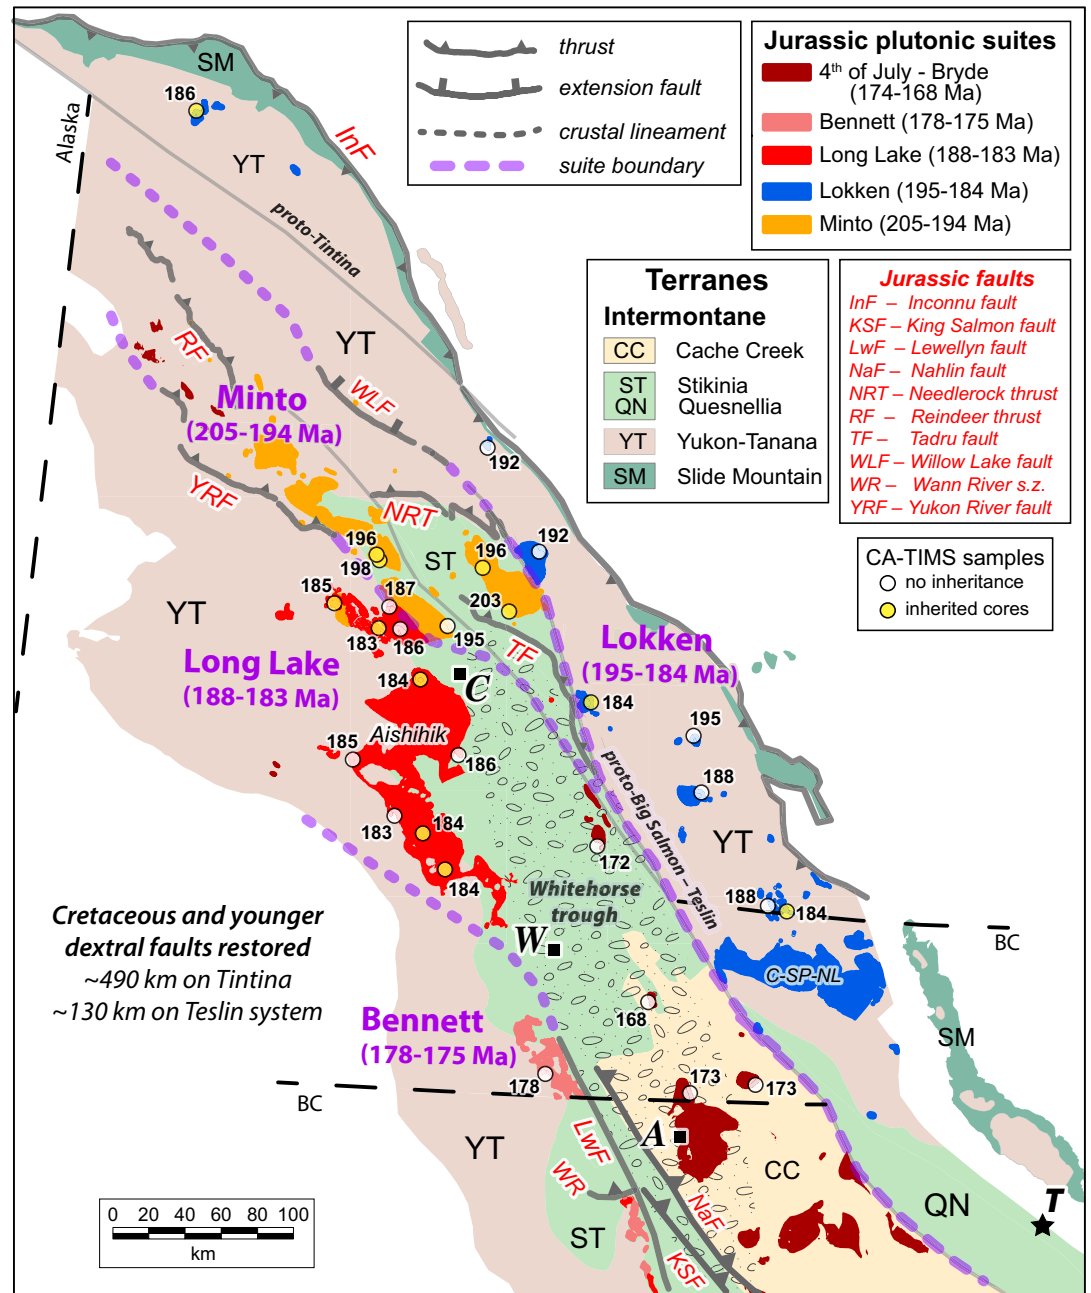 thrust
extension fault
crustal lineament
suite boundary
Jurassic plutonic suites
4th of July - Bryde
(174-168 Ma)
Bennett (178-175 Ma)
Long Lake (188-183 Ma)
Lokken (195-184 Ma)
Minto (205-194 Ma)
Terranes
Intermontane
CC Cache Creek
ST Stikinia
QN Quesnellia
YT Yukon-Tanana
SM Slide Mountain
Jurassic faults
InF – Inconnu fault
KSF – King Salmon fault
LwF – Lewellyn fault
NaF – Nahlin fault
NRT – Needlerock thrust
RF – Reindeer thrust
TF – Tadru fault
WLF – Willow Lake fault
WR – Wann River s.z.
YRF – Yukon River fault
CA-TIMS samples
no inheritance
inherited cores
SM
186
Alaska
InF
YT
proto-Tintina
YT
RF
WLF
Minto
(205-194 Ma)
192
YRF
NRT
196
198
ST
196
192
185
187
203
YT
183
186
195
TF
Lokken
(195-184 Ma)
Long Lake
(188-183 Ma)
184
C
184
195
Aishihik
185
186
188
proto-Big Salmon – Teslin
183
184
172
YT
184
Whitehorse
trough
188
184
Cretaceous and younger
dextral faults restored
~490 km on Tintina
~130 km on Teslin system
W
BC
C-SP-NL
Bennett
(178-175 Ma)
168
SM
178
173
173
BC
LwF
A
YT
CC
WR
NaF
QN
T
ST
KSF
0 20 40 60 80 100
km